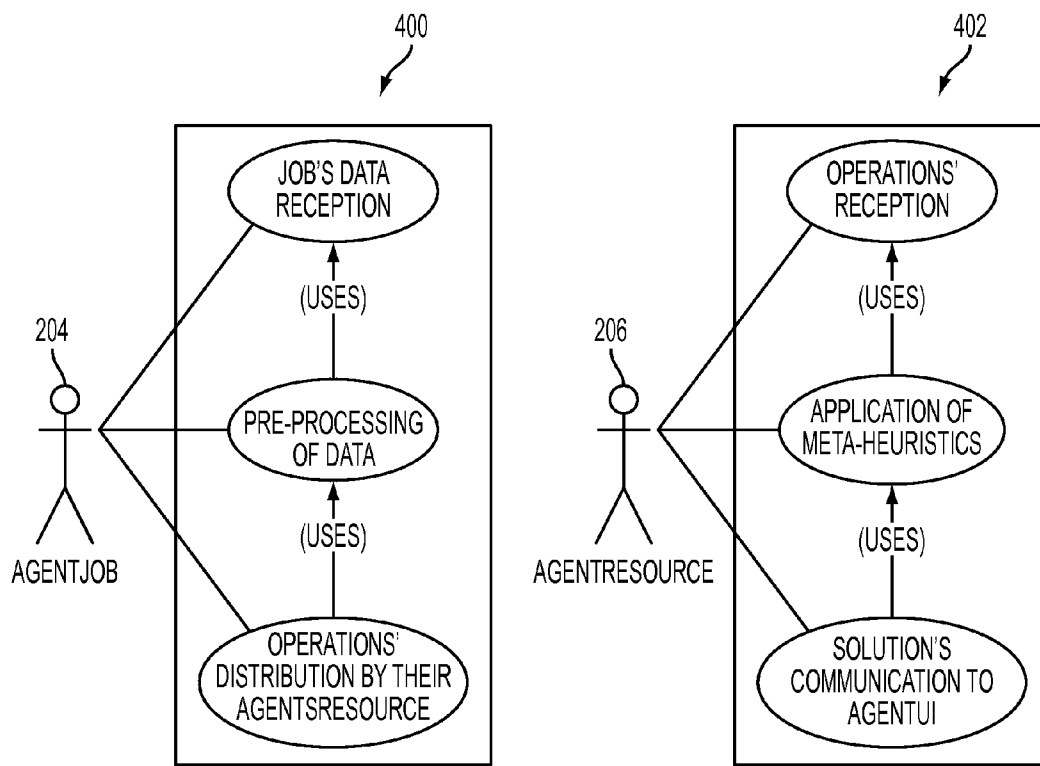 400
JOB'S DATA
RECEPTION
(USES)
204
PRE-PROCESSING
OF DATA
(USES)
AGENTJOB
OPERATIONS'
DISTRIBUTION BY THEIR
AGENTSRESOURCE
402
OPERATIONS'
RECEPTION
(USES)
206
APPLICATION OF
META-HEURISTICS
(USES)
AGENTRESOURCE
SOLUTION'S
COMMUNICATION TO
AGENTUI